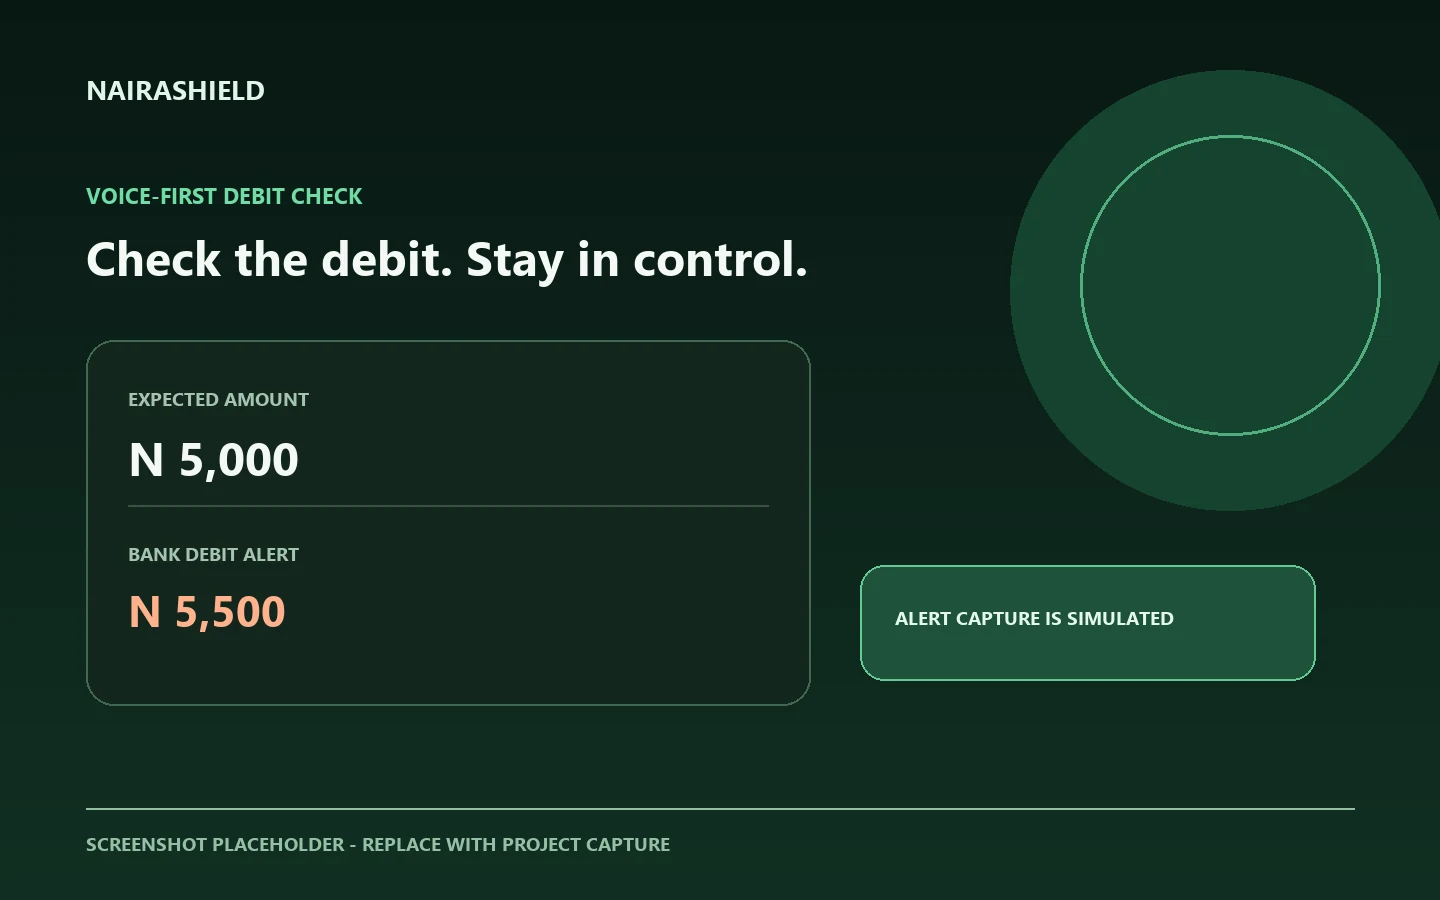 NAIRASHIELD
VOICE-FIRST DEBIT CHECK
Check the debit. Stay in control.
EXPECTED AMOUNT
N 5,000
BANK DEBIT ALERT
N 5,500
ALERT CAPTURE IS SIMULATED
SCREENSHOT PLACEHOLDER - REPLACE WITH PROJECT CAPTURE